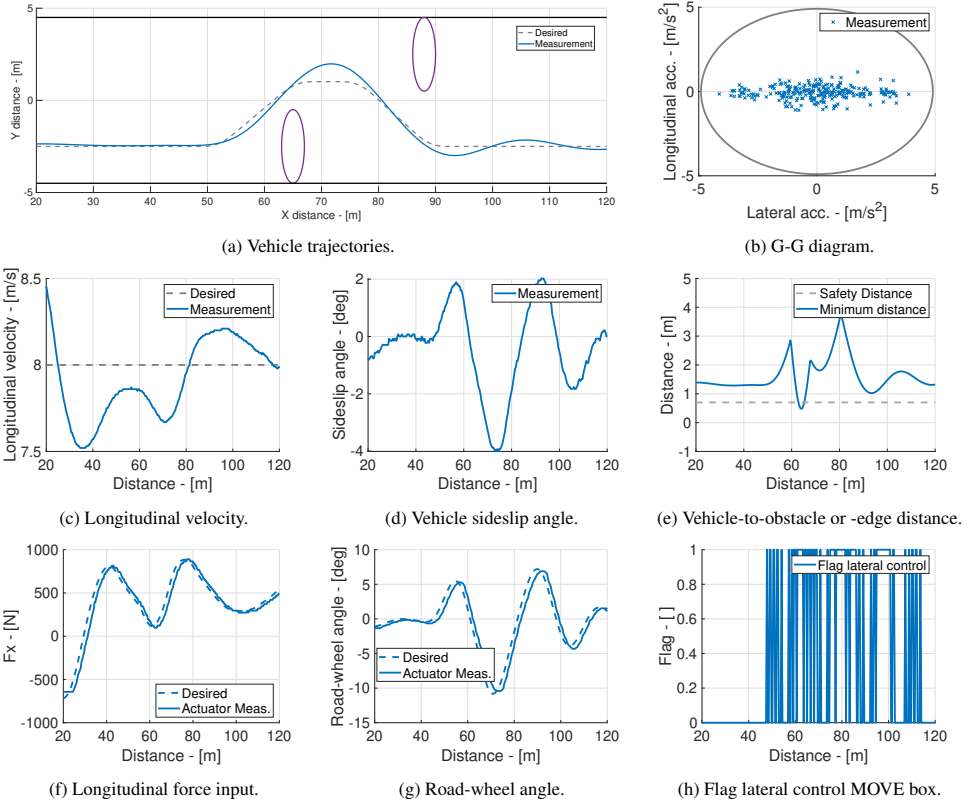 5
0
-5
Y distance - [m]
20 30 40 50 60 70 80 90 100 110 120
X distance - [m]
Desired
Measurement
(a) Vehicle trajectories.
5
0
-5
Longitudinal acc. - [m/s²]
-5 0 5
Lateral acc. - [m/s²]
Measurement
(b) G-G diagram.
8.5
8
7.5
Longitudinal velocity - [m/s]
20 40 60 80 100 120
Distance - [m]
Desired
Measurement
(c) Longitudinal velocity.
2
0
-2
-4
Sideslip angle - [deg]
20 40 60 80 100 120
Distance - [m]
Measurement
(d) Vehicle sideslip angle.
5
4
3
2
1
0
-1
Distance - [m]
20 40 60 80 100 120
Distance - [m]
Safety Distance
Minimum distance
(e) Vehicle-to-obstacle or -edge distance.
1000
500
0
-500
-1000
Fx - [N]
20 40 60 80 100 120
Distance - [m]
Desired
Actuator Meas.
(f) Longitudinal force input.
10
5
0
-5
-10
-15
Road-wheel angle - [deg]
20 40 60 80 100 120
Distance - [m]
Desired
Actuator Meas.
(g) Road-wheel angle.
1
0.8
0.6
0.4
0.2
0
Flag - [ ]
20 40 60 80 100 120
Distance - [m]
Flag lateral control
(h) Flag lateral control MOVE box.